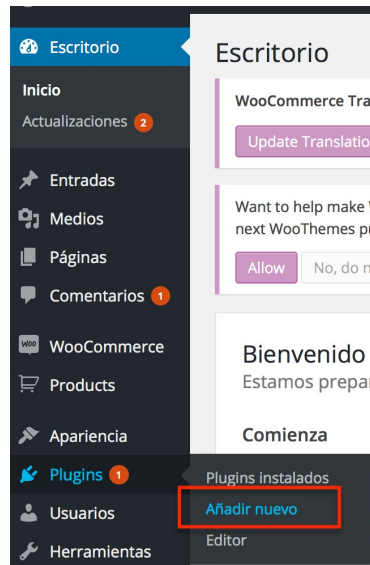 Escritorio
Inicio
Actualizaciones 2
Entradas
Medios
Páginas
Comentarios 1
WOO WooCommerce
Products
Apariencia
Plugins 1
Usuarios
Herramientas
Escritorio
WooCommerce Tra
Update Translatio
Want to help make
next WooThemes pu
Allow
No, do n
Bienvenido
Estamos prepar
Comienza
Plugins instalados
Añadir nuevo
Editor